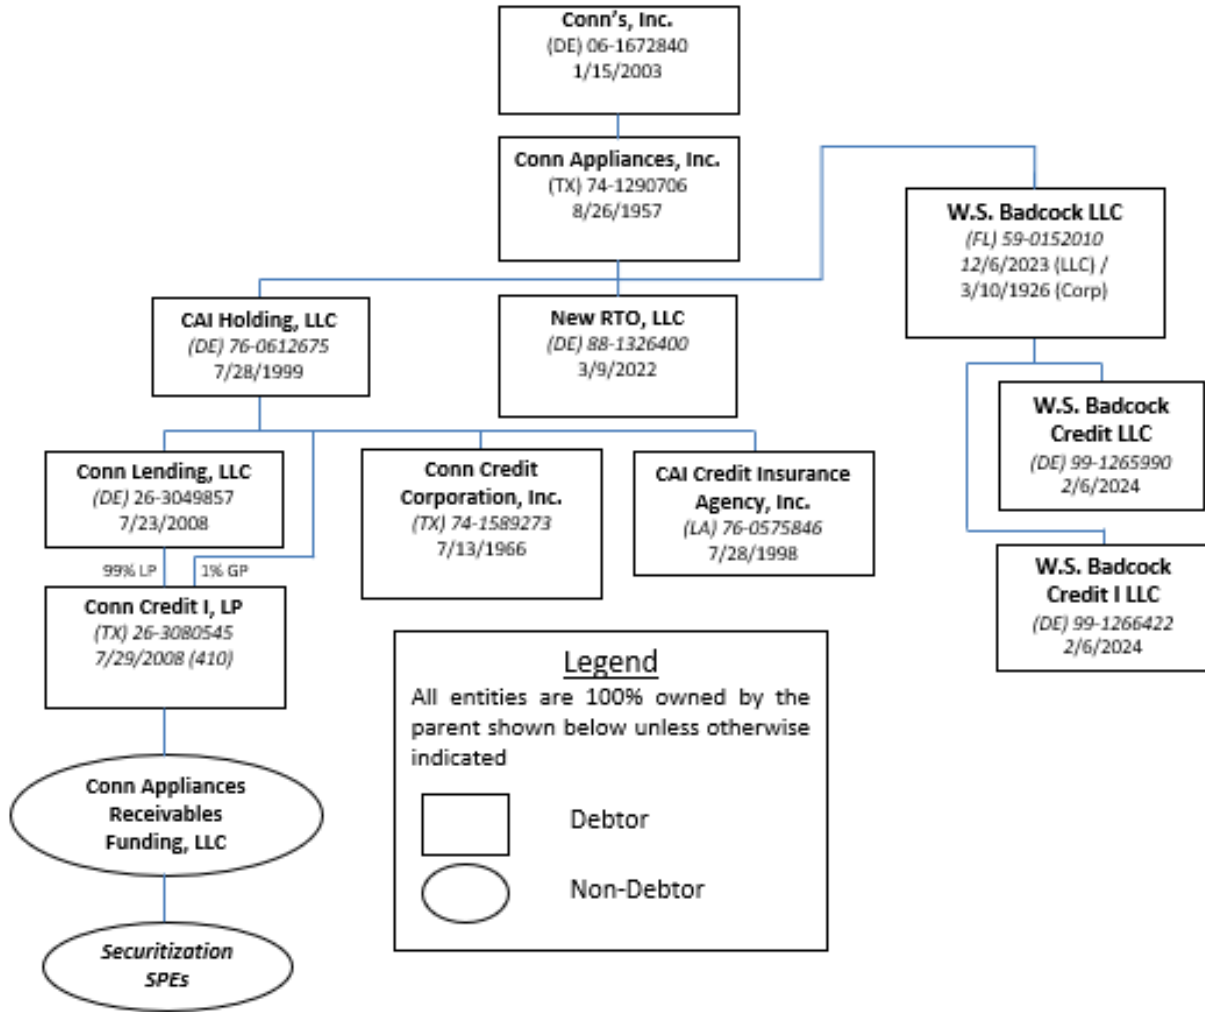 Conn's, Inc.
(DE) 06-1672840
1/15/2003
Conn Appliances, Inc.
(TX) 74-1290706
8/26/1957
W.S. Badcock LLC
(FL) 59-0152010
12/6/2023 (LLC) /
3/10/1926 (Corp)
CAI Holding, LLC
(DE) 76-0612675
7/28/1999
New RTO, LLC
(DE) 88-1326400
3/9/2022
W.S. Badcock
Credit LLC
(DE) 99-1265990
2/6/2024
Conn Lending, LLC
(DE) 26-3049857
7/23/2008
Conn Credit
Corporation, Inc.
(TX) 74-1589273
7/13/1966
CAI Credit Insurance
Agency, Inc.
(LA) 76-0575846
7/28/1998
W.S. Badcock
Credit I LLC
(DE) 99-1266422
2/6/2024
99% LP
1% GP
Conn Credit I, LP
(TX) 26-3080545
7/29/2008 (410)
Conn Appliances
Receivables
Funding, LLC
Securitization
SPEs
Legend
All entities are 100% owned by the
parent shown below unless otherwise
indicated
Debtor
Non-Debtor